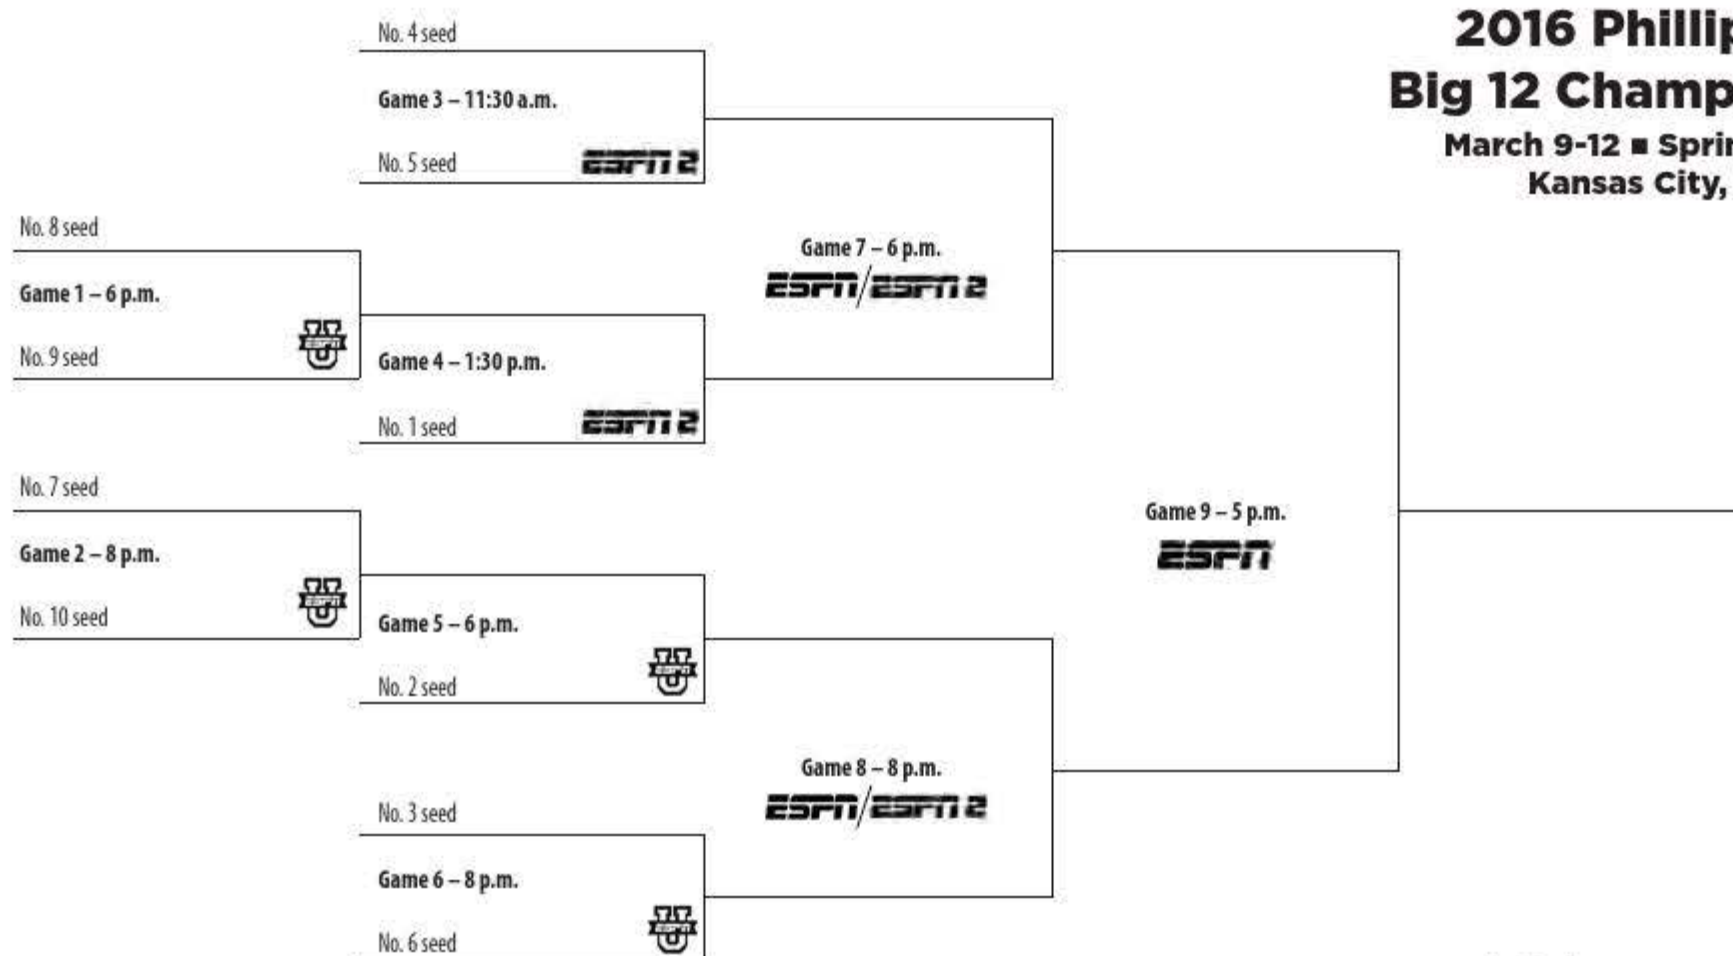 2016 Phillip
Big 12 Champ
March 9-12 ■ Sprin
Kansas City,
No. 4 seed
Game 3 – 11:30 a.m.
No. 5 seed
ESPN 2
No. 8 seed
Game 1 – 6 p.m.
No. 9 seed
U
Game 4 – 1:30 p.m.
No. 1 seed
ESPN 2
Game 7 – 6 p.m.
ESPN/ESPN 2
No. 7 seed
Game 2 – 8 p.m.
No. 10 seed
U
Game 5 – 6 p.m.
No. 2 seed
U
No. 3 seed
Game 6 – 8 p.m.
No. 6 seed
U
Game 8 – 8 p.m.
ESPN/ESPN 2
Game 9 – 5 p.m.
ESPN